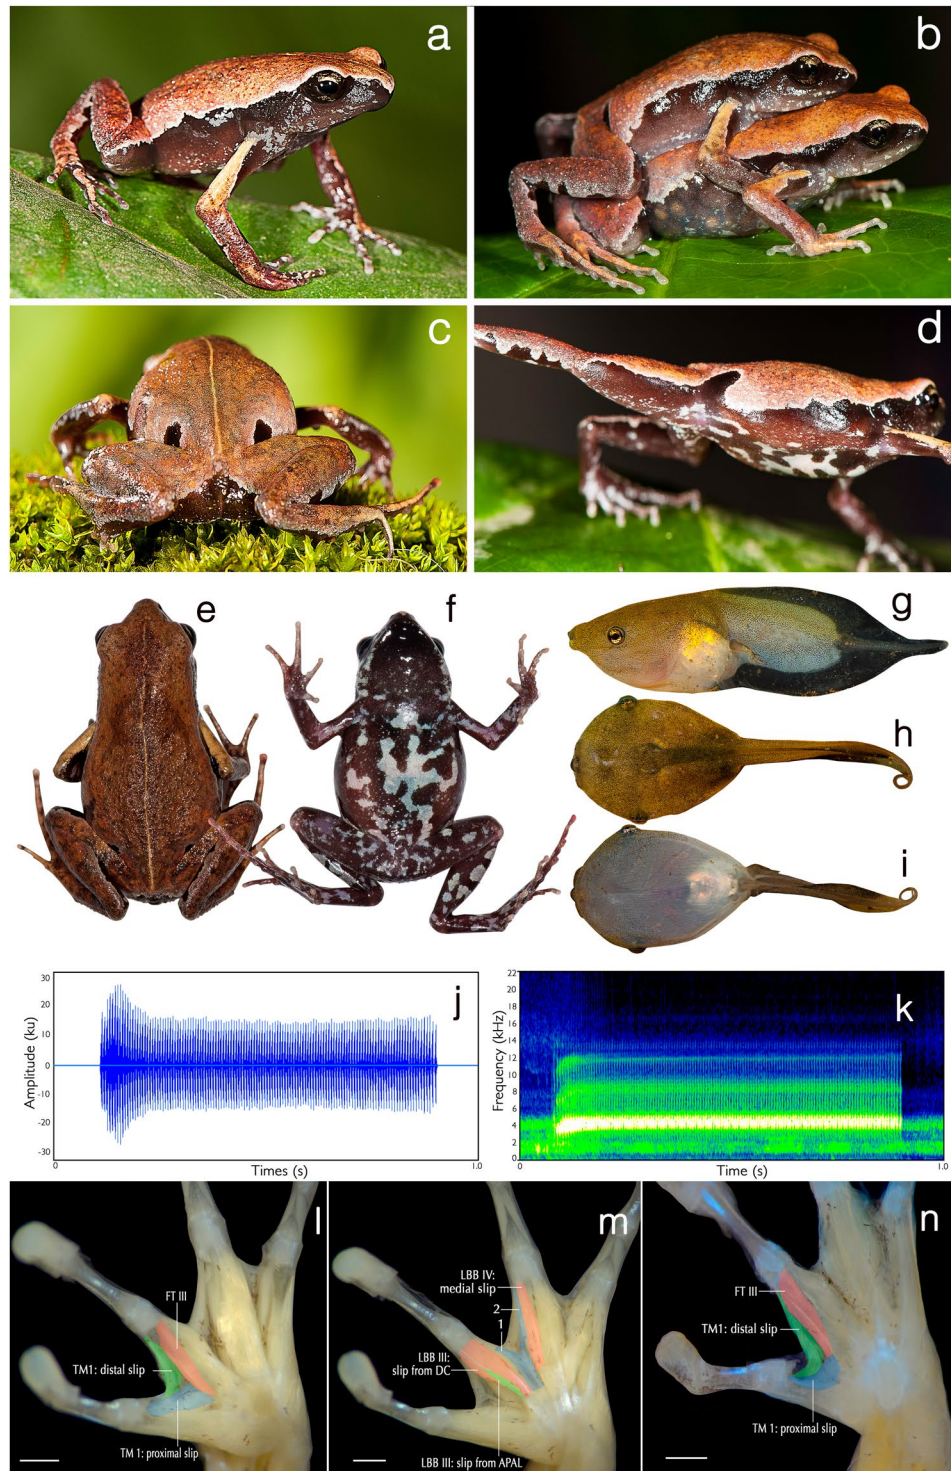 a
b
c
d
e
f
g
h
i
j
30
20
10
0
-10
-20
-30
Amplitude (ku)
0
Times (s)
1.0
k
22
20
18
16
14
12
10
8
6
4
2
0
Frequency (kHz)
0
Time (s)
1.0
l
FT III
TM1: distal slip
TM 1: proximal slip
m
LBB IV:
medial slip
2
1
LBB III:
slip from DC
LBB III: slip from APAL
n
FT III
TM1: distal slip
TM 1: proximal slip